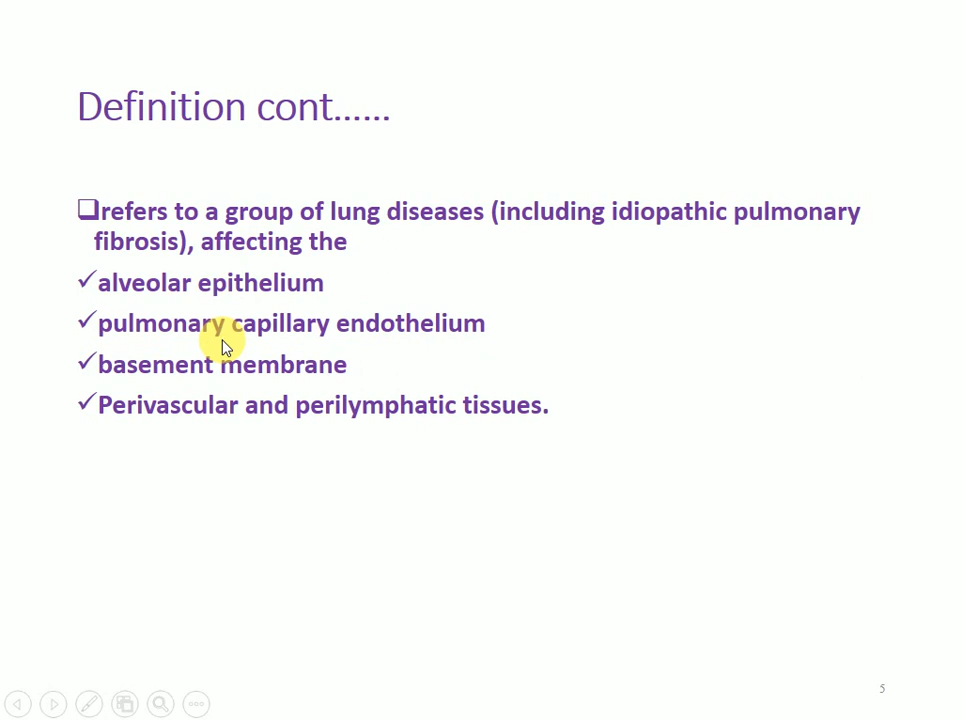 Definition cont......
❑refers to a group of lung diseases (including idiopathic pulmonary
fibrosis), affecting the
✓alveolar epithelium
✓pulmonary capillary endothelium
✓basement membrane
✓Perivascular and perilymphatic tissues.
5